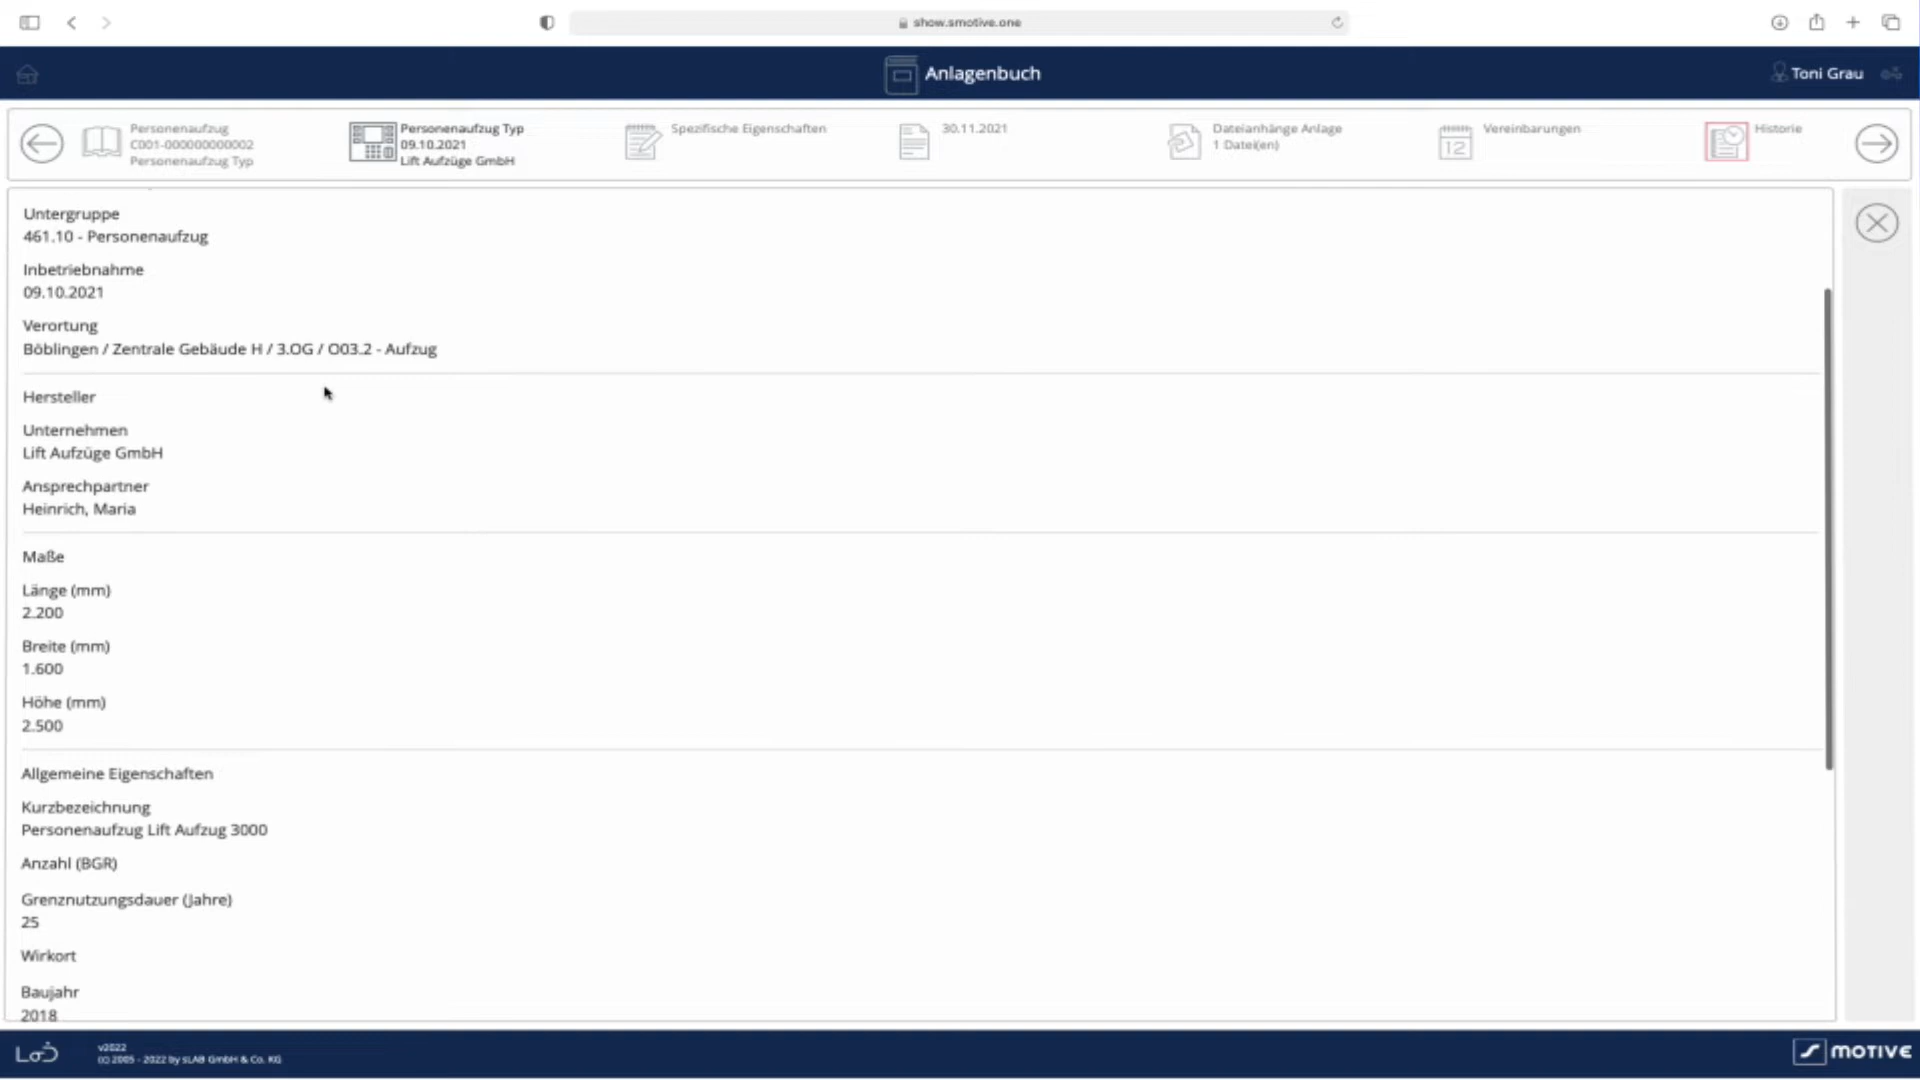 show.smotive.one
Anlagenbuch
Toni Grau
Personenaufzug
C001-000000000002
Personenaufzug Typ
Personenaufzug Typ
09.10.2021
Lift Aufzüge GmbH
Spezifische Eigenschaften
30.11.2021
Dateianhänge Anlage
1 Datei(en)
Vereinbarungen
12
Historie
Untergruppe
461.10 - Personenaufzug
Inbetriebnahme
09.10.2021
Verortung
Böblingen / Zentrale Gebäude H / 3.OG / O03.2 - Aufzug
Hersteller
Unternehmen
Lift Aufzüge GmbH
Ansprechpartner
Heinrich, Maria
Maße
Länge (mm)
2.200
Breite (mm)
1.600
Höhe (mm)
2.500
Allgemeine Eigenschaften
Kurzbezeichnung
Personenaufzug Lift Aufzug 3000
Anzahl (BGR)
Grenznutzungsdauer (Jahre)
25
Wirkort
Baujahr
2018
v2022
(c) 2005 - 2022 by sLAB GmbH & Co. KG
MOTIVE